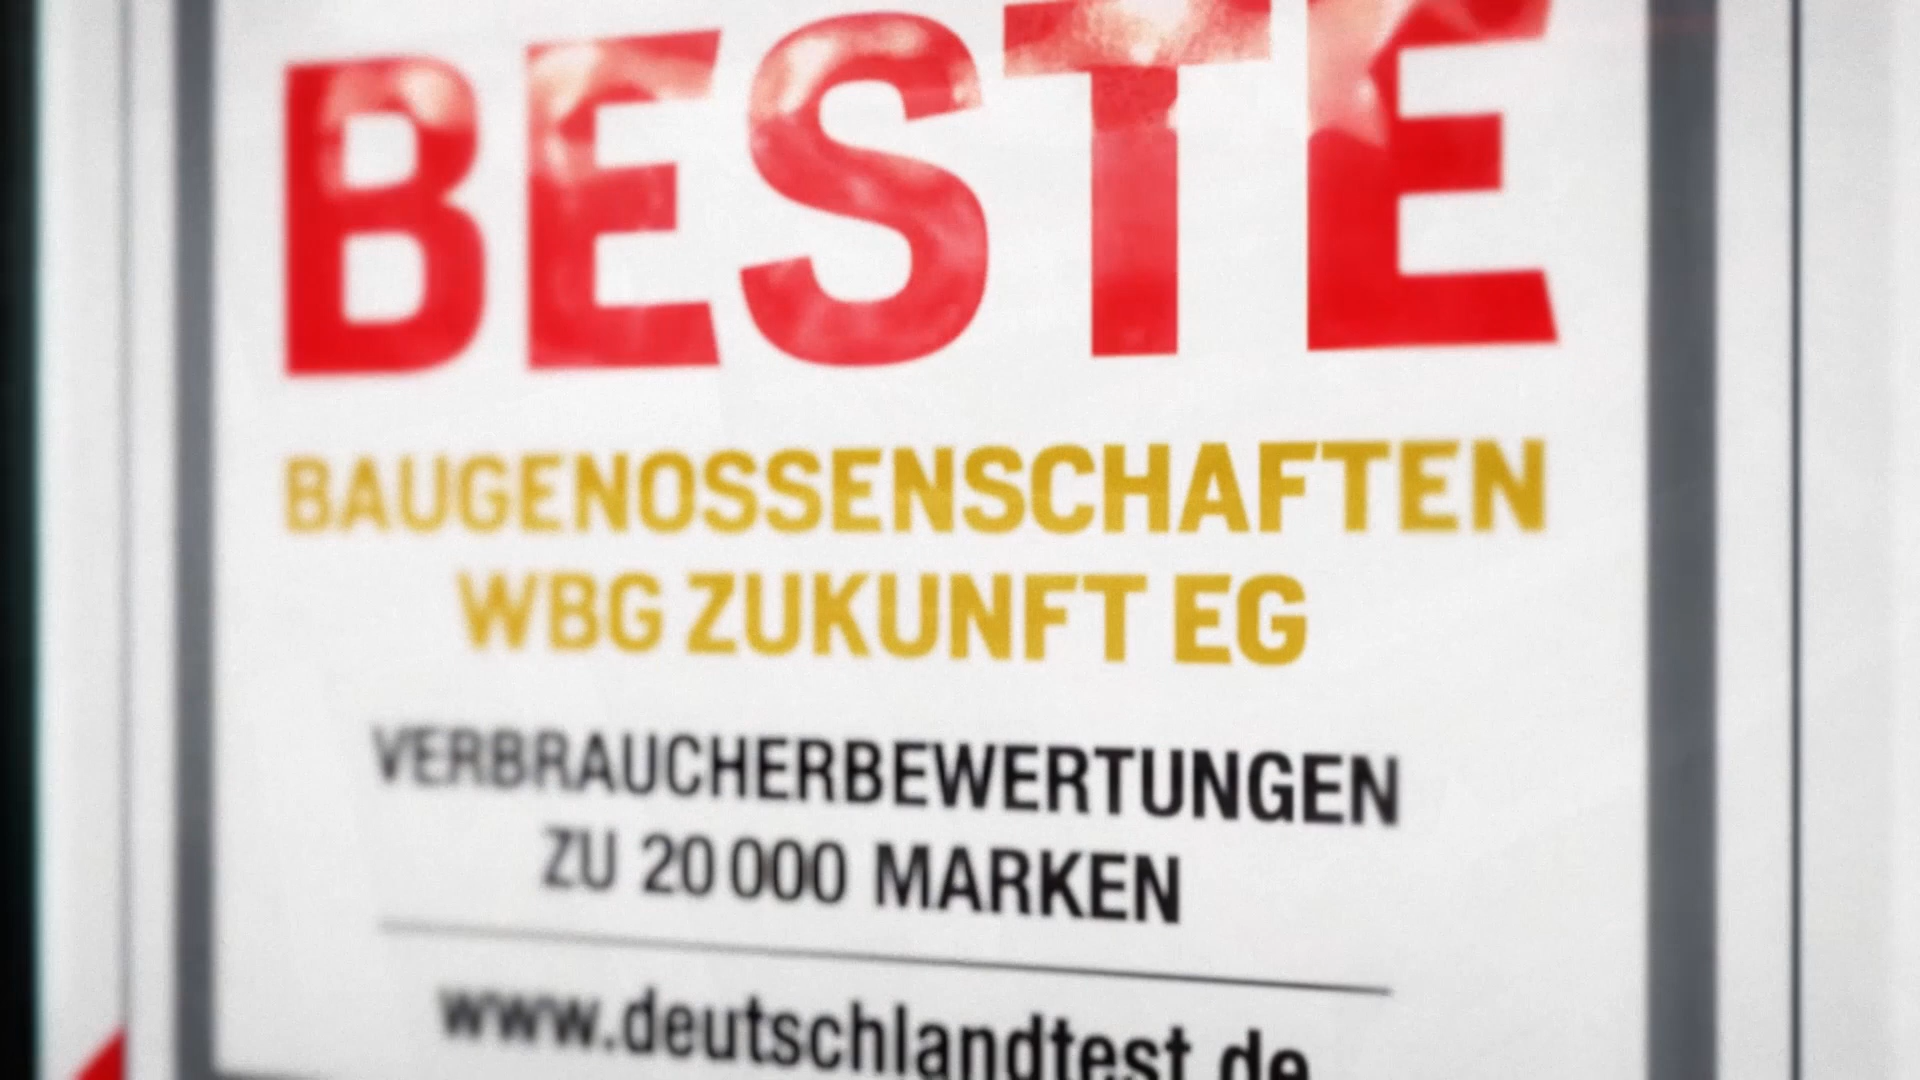 BESTE
BAUGENOSSENSCHAFTEN
WBG ZUKUNFT EG
VERBRAUCHERBEWERTUNGEN
ZU 20 000 MARKEN
www.deutschlandtest.de